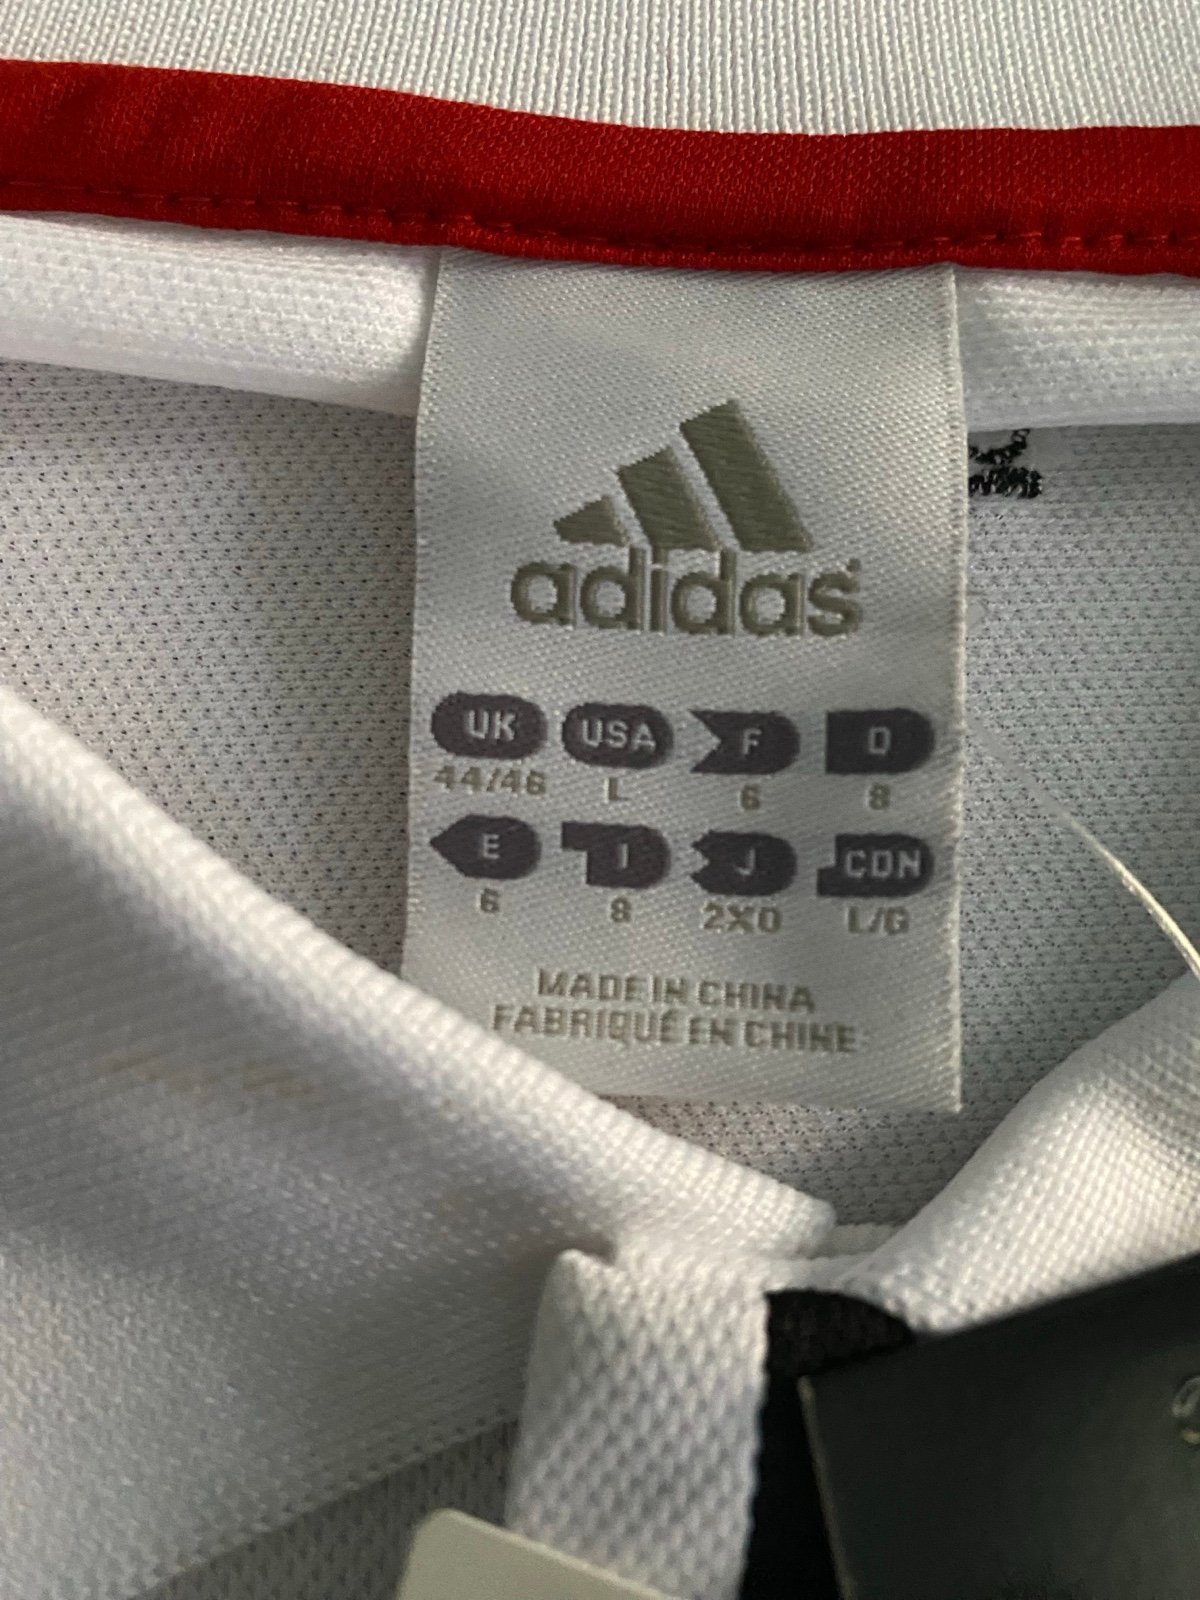 adidas
UK USA F D
44/46 L 6 8
E I J CDN
6 8 2XO L/G
MADE IN CHINA
FABRIQUÉ EN CHINE